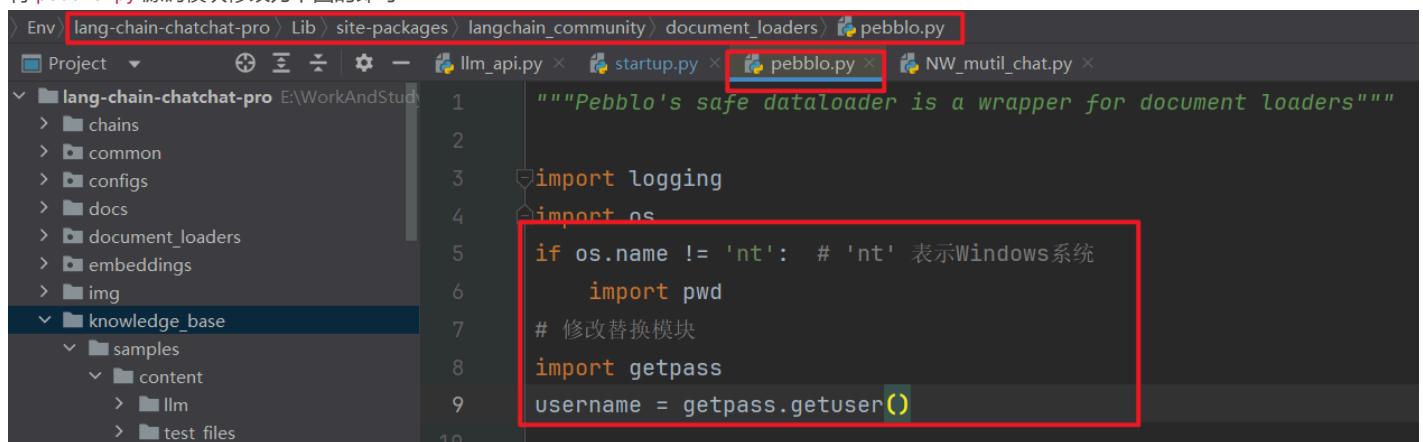 Env 〉 lang-chain-chatchat-pro 〉 Lib 〉 site-packages 〉 langchain_community 〉 document_loaders 〉 pebblo.py
Project
llm_api.py × startup.py × pebblo.py × NW_mutil_chat.py ×
lang-chain-chatchat-pro E:\WorkAndStud
chains
common
configs
docs
document_loaders
embeddings
img
knowledge_base
samples
content
llm
test_files
1 """Pebblo's safe dataloader is a wrapper for document loaders"""
2
3 import logging
4 import os
5 if os.name != 'nt':  # 'nt' 表示Windows系统
6     import pwd
7 # 修改替换模块
8 import getpass
9 username = getpass.getuser()